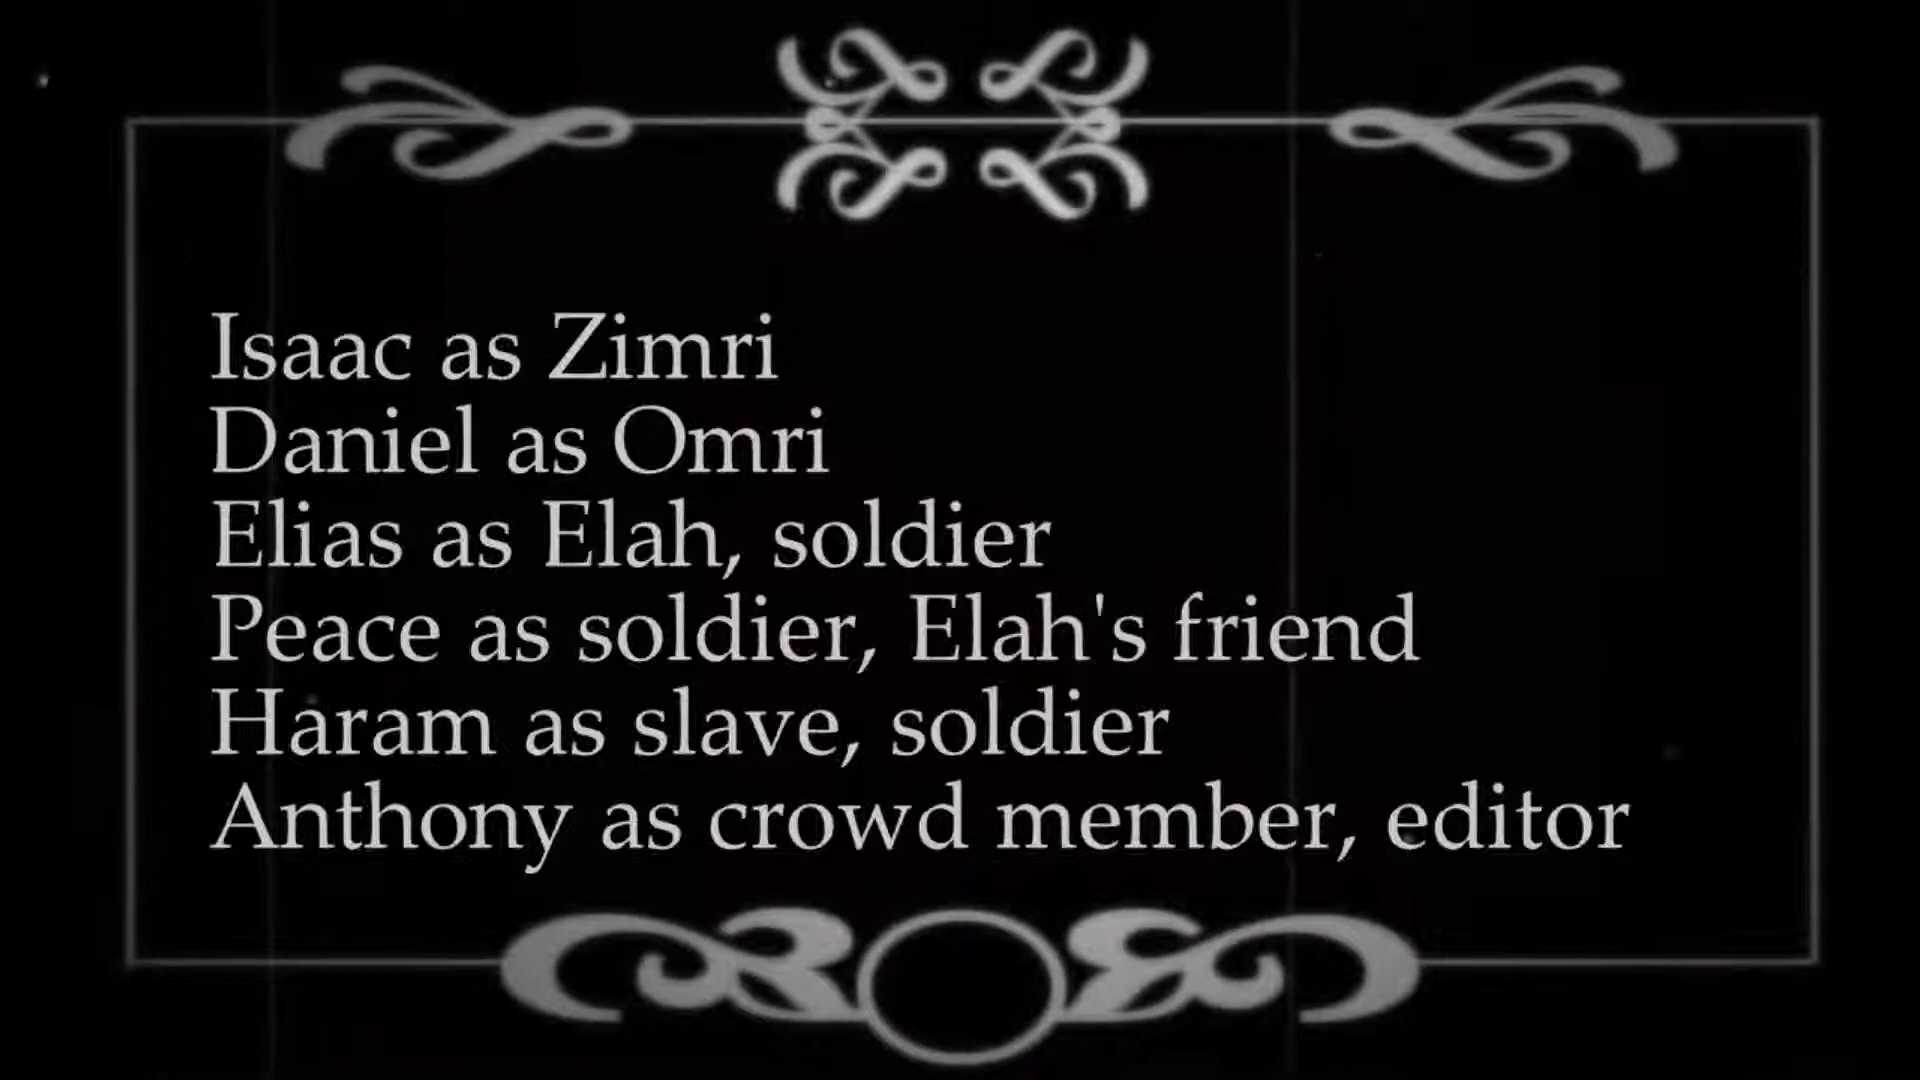 Isaac as Zimri
Daniel as Omri
Elias as Elah, soldier
Peace as soldier, Elah's friend
Haram as slave, soldier
Anthony as crowd member, editor